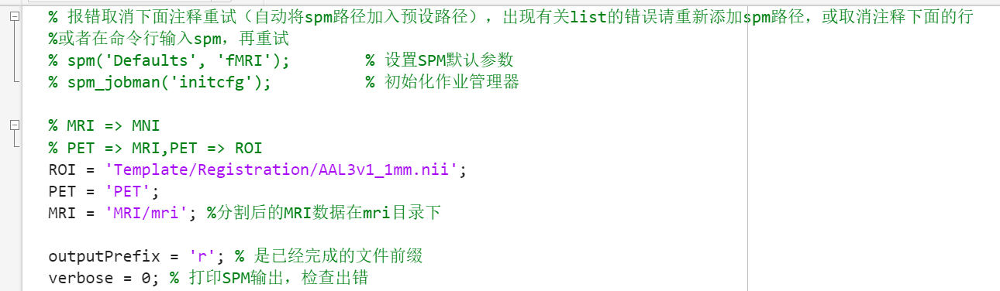 % 报错取消下面注释重试（自动将spm路径加入预设路径），出现有关list的错误请重新添加spm路径，或取消注释下面的行
%或者在命令行输入spm，再重试
% spm('Defaults', 'fMRI');        % 设置SPM默认参数
% spm_jobman('initcfg');          % 初始化作业管理器
% MRI => MNI
% PET => MRI,PET => ROI
ROI = 'Template/Registration/AAL3v1_1mm.nii';
PET = 'PET';
MRI = 'MRI/mri'; %分割后的MRI数据在mri目录下
outputPrefix = 'r'; % 是已经完成的文件前缀
verbose = 0; % 打印SPM输出，检查出错